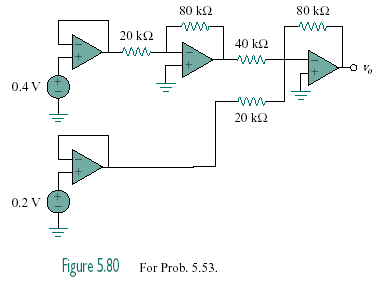 80 kΩ 80 kΩ
20 kΩ
40 kΩ
0.4 V
+
−
vo
20 kΩ
0.2 V
+
−
Figure 5.80 For Prob. 5.53.